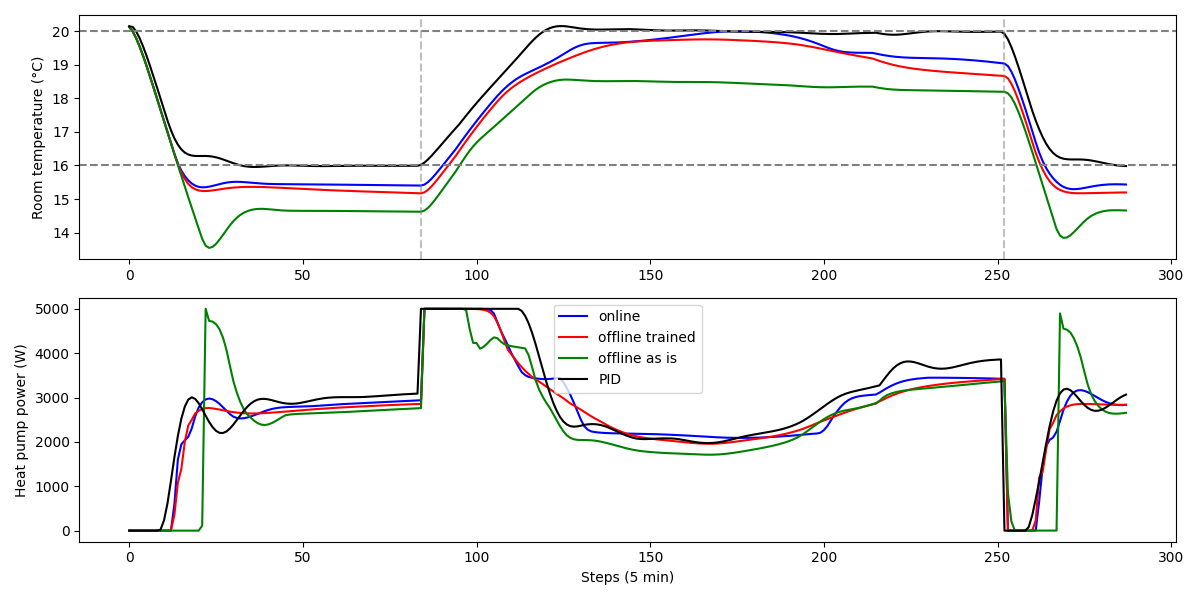 Room temperature (°C)
20
19
18
17
16
15
14
0 50 100 150 200 250 300
Heat pump power (W)
5000
4000
3000
2000
1000
0
online
offline trained
offline as is
PID
0 50 100 150 200 250 300
Steps (5 min)